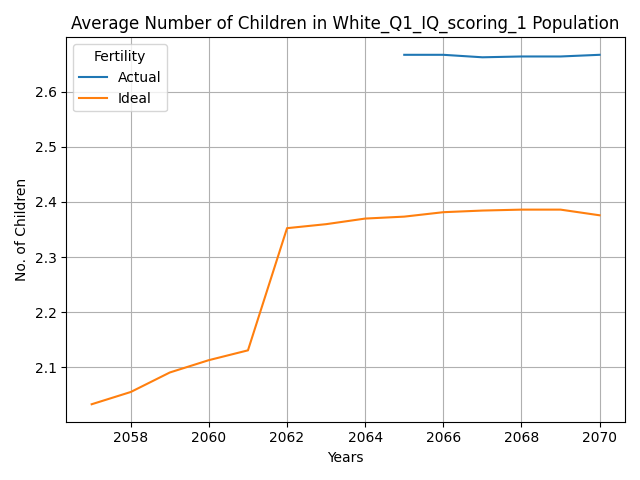 Average Number of Children in White_Q1_IQ_scoring_1 Population
Fertility
Actual
Ideal
No. of Children
2.6
2.5
2.4
2.3
2.2
2.1
2058 2060 2062 2064 2066 2068 2070
Years